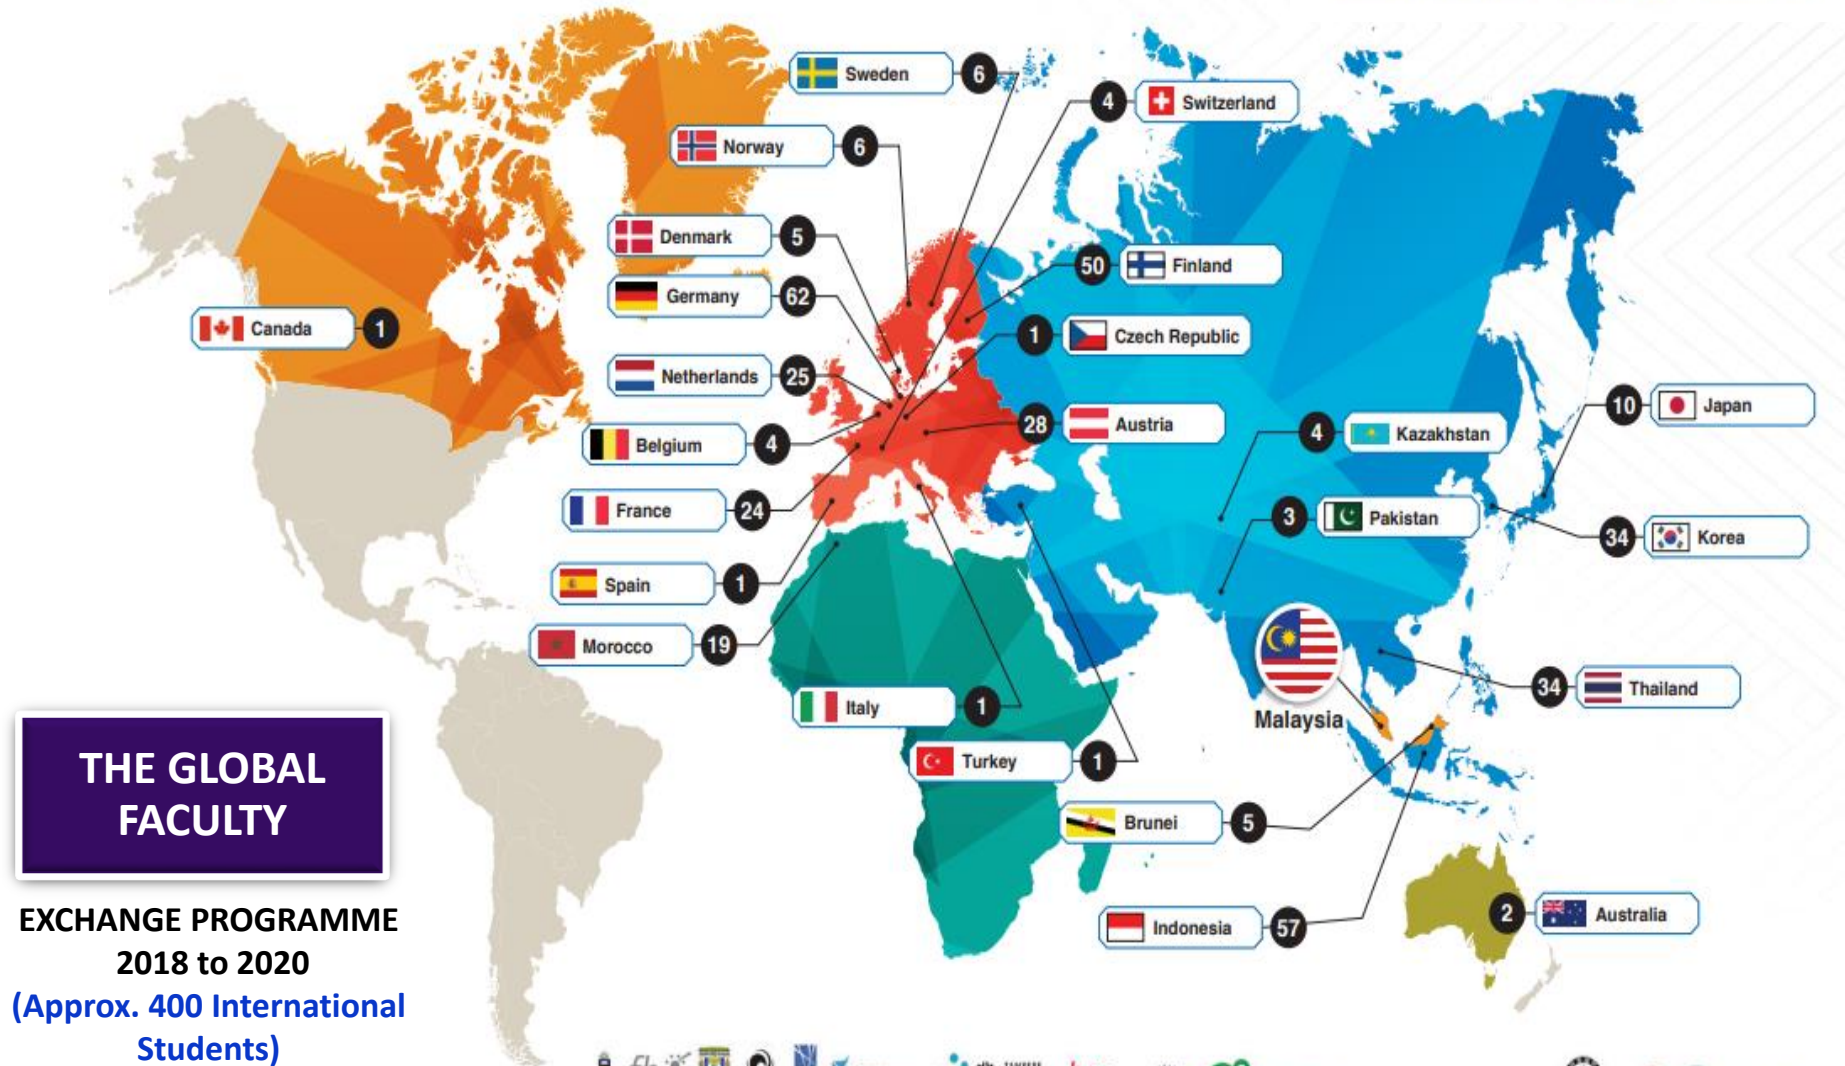 Sweden 6
4 Switzerland
Norway 6
Denmark 5
50 Finland
Germany 62
Canada 1
1 Czech Republic
Netherlands 25
10 Japan
28 Austria
4 Kazakhstan
Belgium 4
France 24
3 Pakistan
34 Korea
Spain 1
Morocco 19
34 Thailand
Italy 1
Malaysia
Turkey 1
THE GLOBAL
FACULTY
Brunei 5
2 Australia
Indonesia 57
EXCHANGE PROGRAMME
2018 to 2020
(Approx. 400 International
Students)